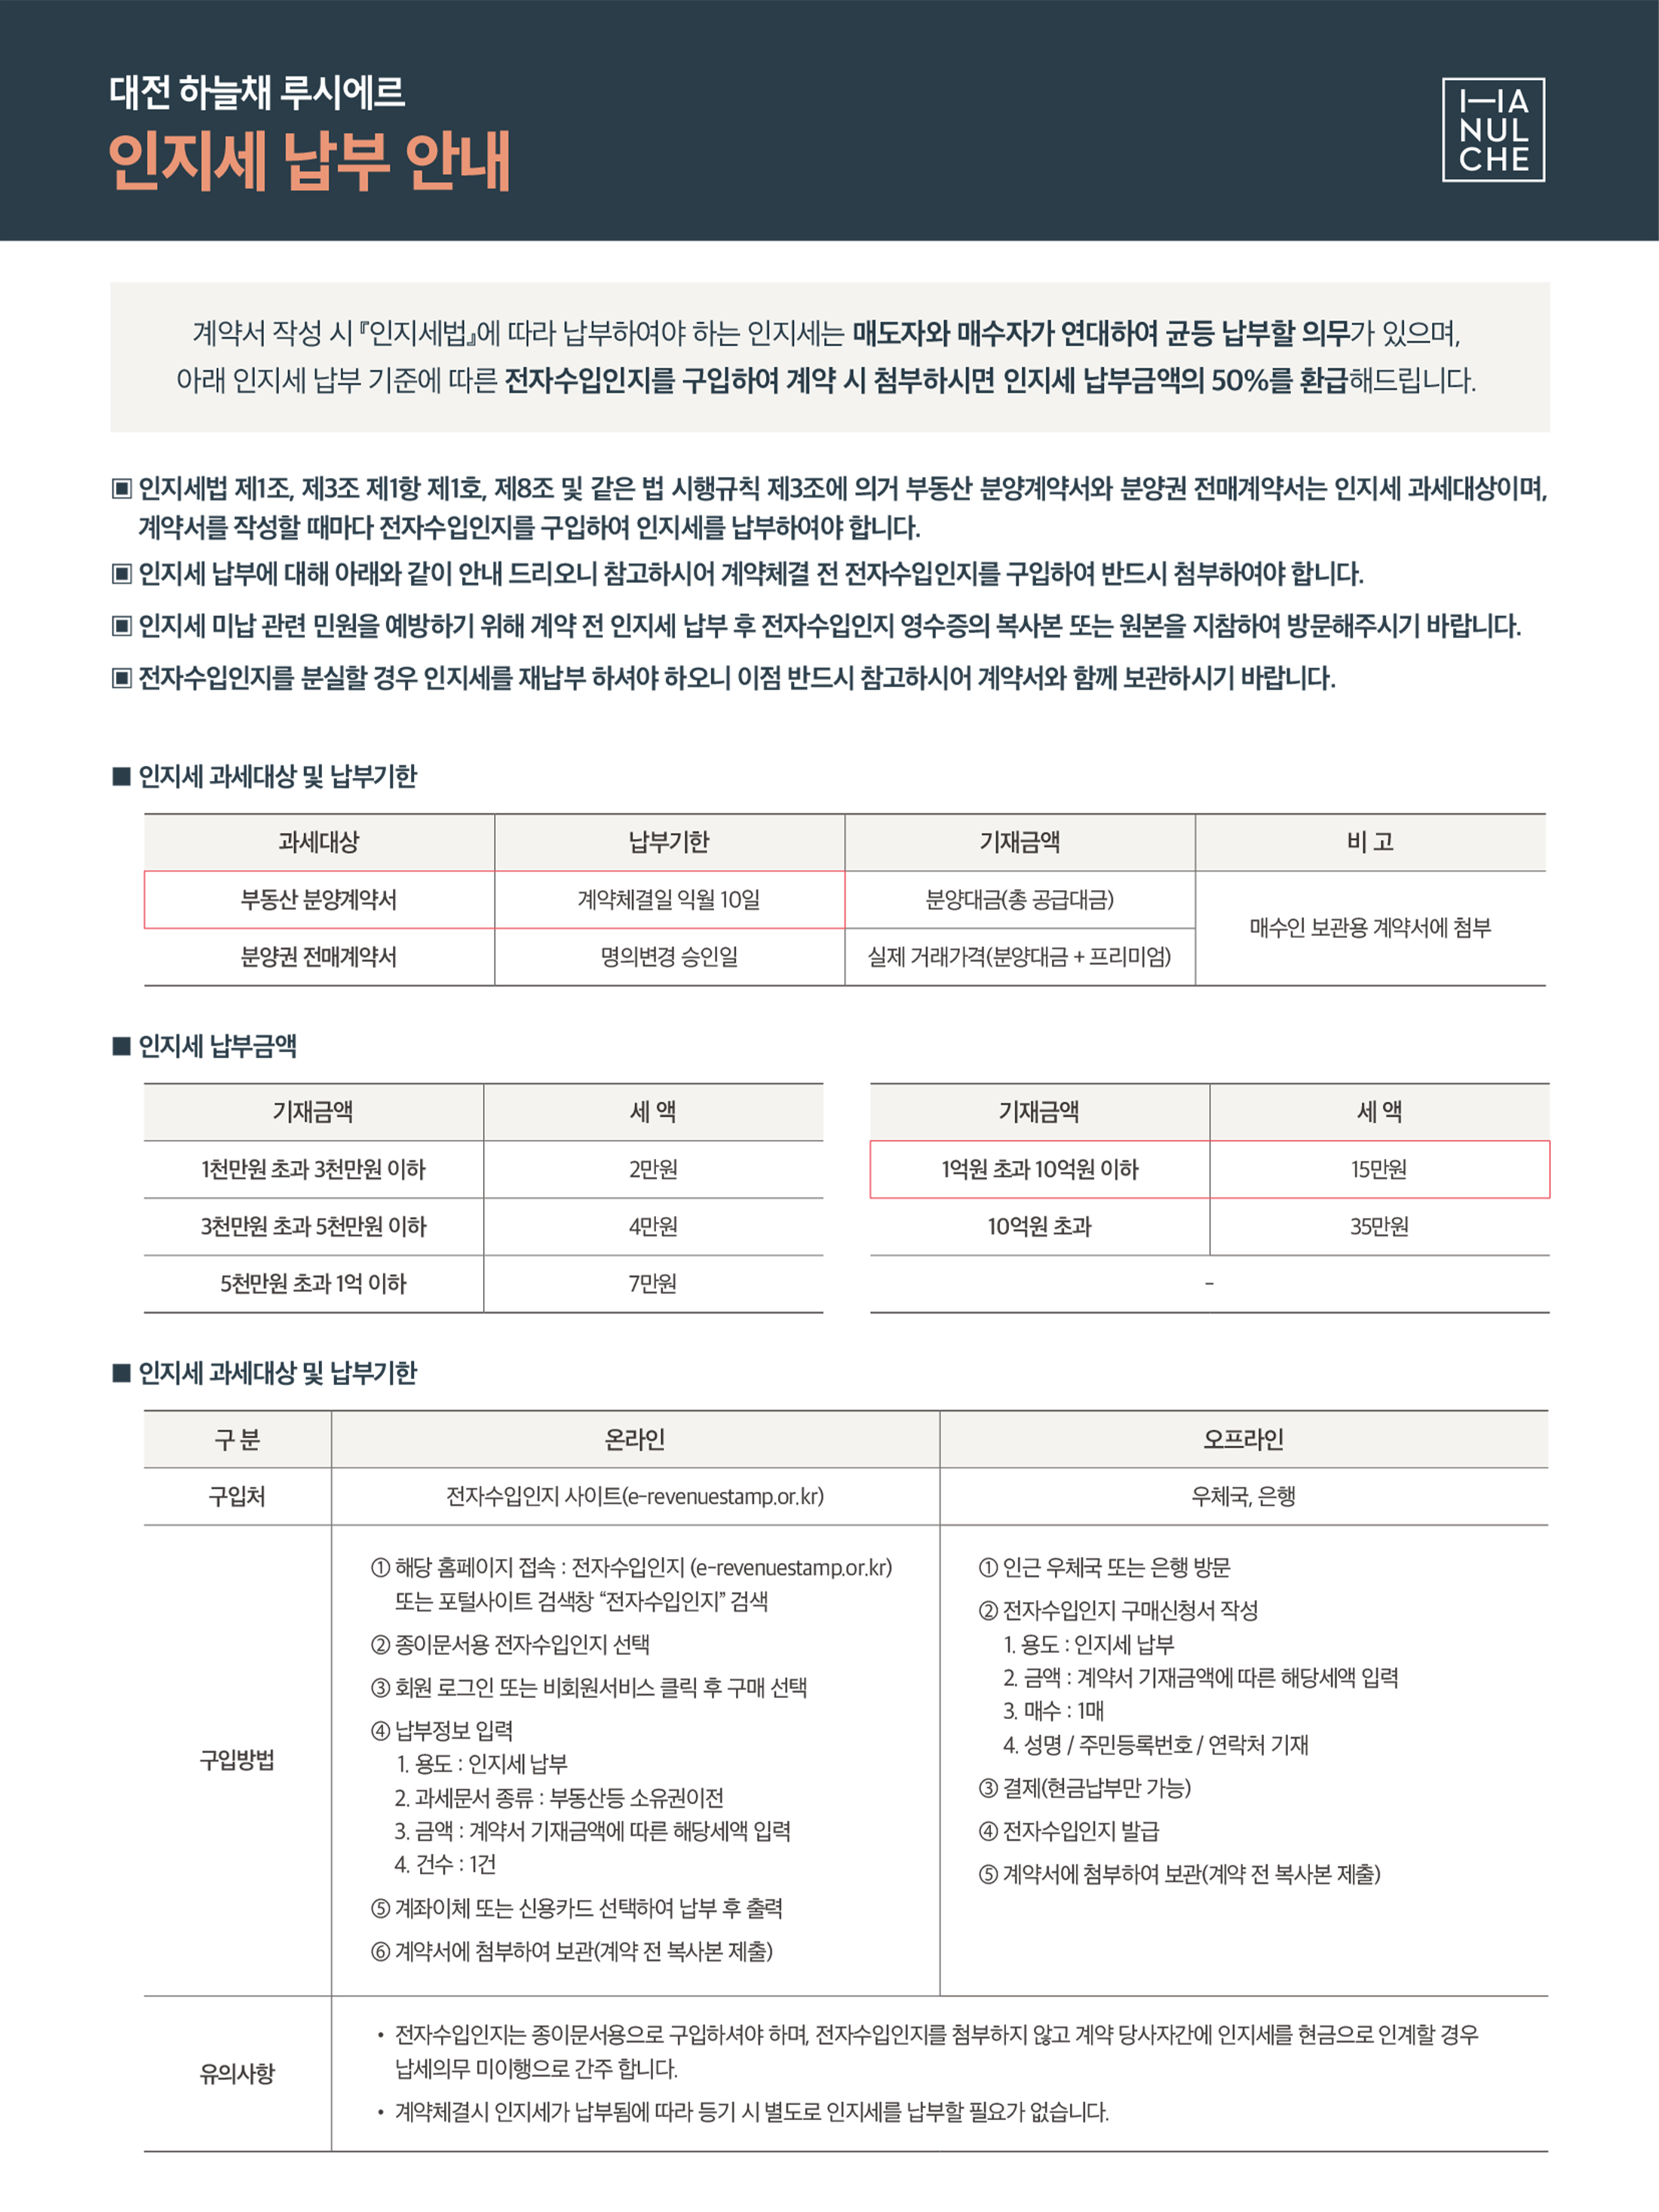 대전 하늘채 루시에르
인지세 납부 안내
HA
NUL
CHE
계약서 작성 시 『인지세법』에 따라 납부하여야 하는 인지세는 매도자와 매수자가 연대하여 균등 납부할 의무가 있으며,
아래 인지세 납부 기준에 따른 전자수입인지를 구입하여 계약 시 첨부하시면 인지세 납부금액의 50%를 환급해드립니다.
▣ 인지세법 제1조, 제3조 제1항 제1호, 제8조 및 같은 법 시행규칙 제3조에 의거 부동산 분양계약서와 분양권 전매계약서는 인지세 과세대상이며,
계약서를 작성할 때마다 전자수입인지를 구입하여 인지세를 납부하여야 합니다.
▣ 인지세 납부에 대해 아래와 같이 안내 드리오니 참고하시어 계약체결 전 전자수입인지를 구입하여 반드시 첨부하여야 합니다.
▣ 인지세 미납 관련 민원을 예방하기 위해 계약 전 인지세 납부 후 전자수입인지 영수증의 복사본 또는 원본을 지참하여 방문해주시기 바랍니다.
▣ 전자수입인지를 분실할 경우 인지세를 재납부 하셔야 하오니 이점 반드시 참고하시어 계약서와 함께 보관하시기 바랍니다.
■ 인지세 과세대상 및 납부기한
과세대상 납부기한 기재금액 비 고
부동산 분양계약서 계약체결일 익월 10일 분양대금(총 공급대금)
매수인 보관용 계약서에 첨부
분양권 전매계약서 명의변경 승인일 실제 거래가격(분양대금 + 프리미엄)
■ 인지세 납부금액
기재금액 세 액
1천만원 초과 3천만원 이하 2만원
3천만원 초과 5천만원 이하 4만원
5천만원 초과 1억 이하 7만원
기재금액 세 액
1억원 초과 10억원 이하 15만원
10억원 초과 35만원
-
■ 인지세 과세대상 및 납부기한
구 분 온라인 오프라인
구입처 전자수입인지 사이트(e-revenuestamp.or.kr) 우체국, 은행
구입방법
① 해당 홈페이지 접속 : 전자수입인지 (e-revenuestamp.or.kr)
또는 포털사이트 검색창 “전자수입인지” 검색
② 종이문서용 전자수입인지 선택
③ 회원 로그인 또는 비회원서비스 클릭 후 구매 선택
④ 납부정보 입력
1. 용도 : 인지세 납부
2. 과세문서 종류 : 부동산등 소유권이전
3. 금액 : 계약서 기재금액에 따른 해당세액 입력
4. 건수 : 1건
⑤ 계좌이체 또는 신용카드 선택하여 납부 후 출력
⑥ 계약서에 첨부하여 보관(계약 전 복사본 제출)
① 인근 우체국 또는 은행 방문
② 전자수입인지 구매신청서 작성
1. 용도 : 인지세 납부
2. 금액 : 계약서 기재금액에 따른 해당세액 입력
3. 매수 : 1매
4. 성명 / 주민등록번호 / 연락처 기재
③ 결제(현금납부만 가능)
④ 전자수입인지 발급
⑤ 계약서에 첨부하여 보관(계약 전 복사본 제출)
유의사항
• 전자수입인지는 종이문서용으로 구입하셔야 하며, 전자수입인지를 첨부하지 않고 계약 당사자간에 인지세를 현금으로 인계할 경우
납세의무 미이행으로 간주 합니다.
• 계약체결시 인지세가 납부됨에 따라 등기 시 별도로 인지세를 납부할 필요가 없습니다.